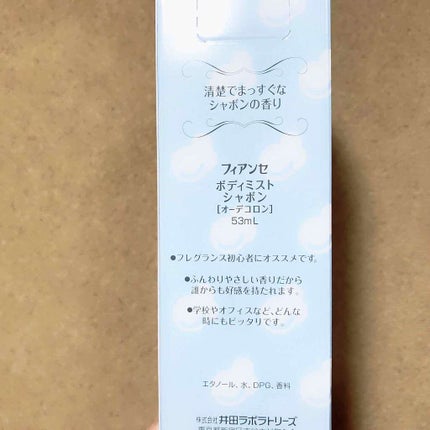 清楚でまっすぐな
シャボンの香り
フィアンセ
ボディミスト
シャボン
[オーデコロン]
53mL
●フレグランス初心者にオススメです。
●ふんわりやさしい香りだから
誰からも好感を持たれます。
●学校やオフィスなど、どんな
時にもピッタリです。
エタノール、水、DPG、香料
株式会社 井田ラボラトリーズ